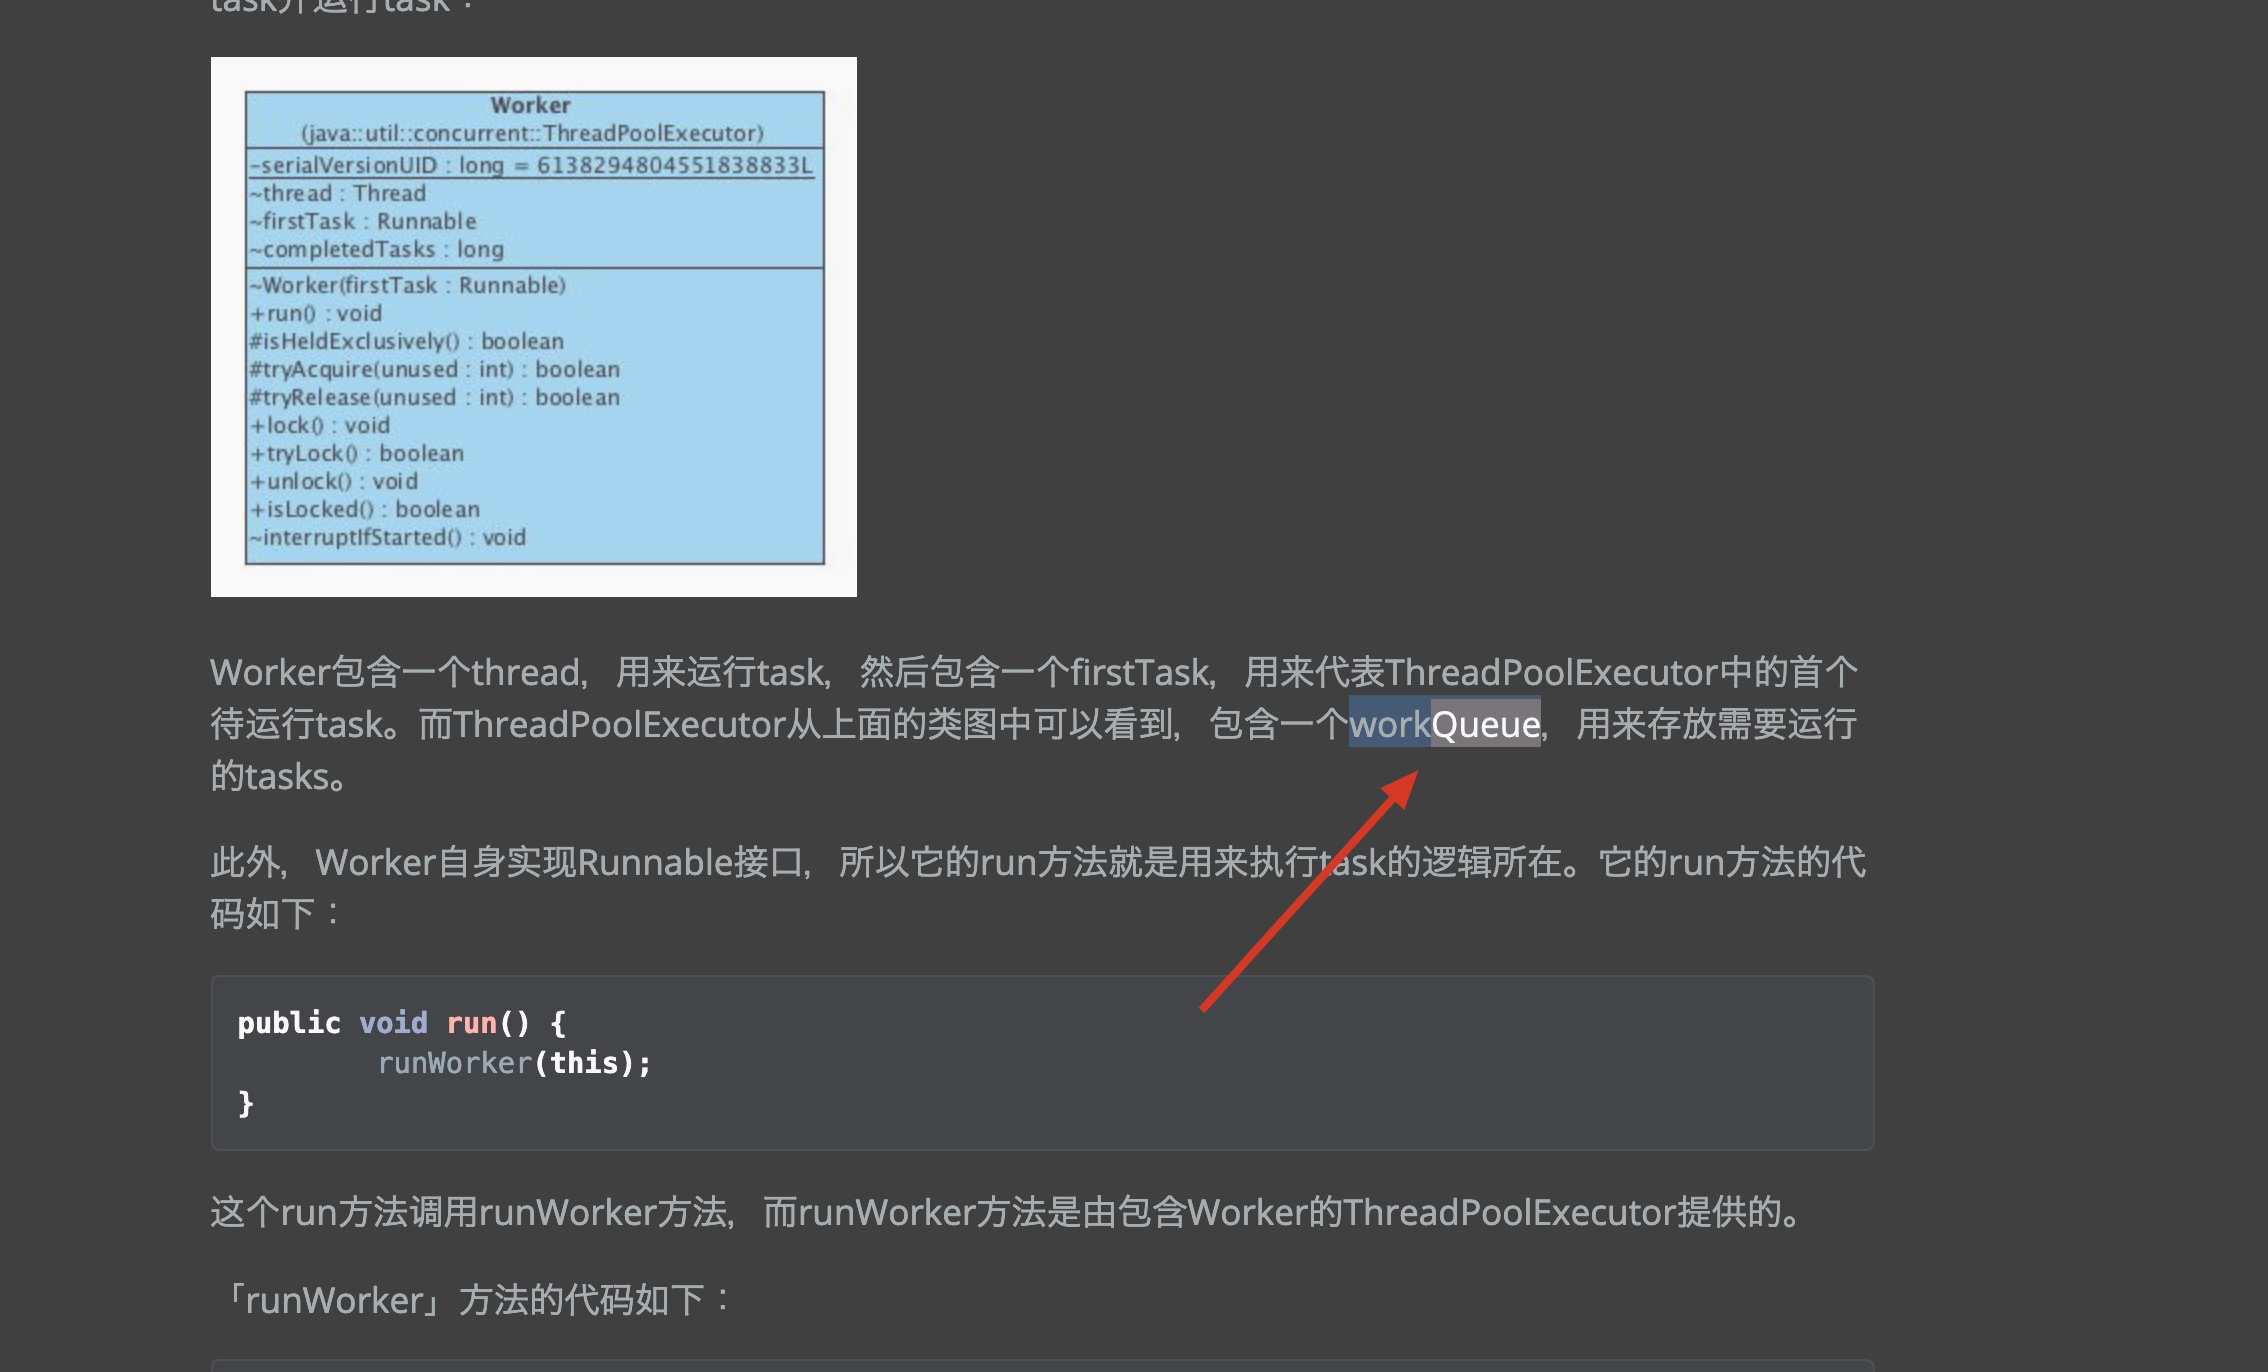 task并运行task：
Worker
(java::util::concurrent::ThreadPoolExecutor)
-serialVersionUID : long = 6138294804551838833L
~thread : Thread
~firstTask : Runnable
~completedTasks : long
~Worker(firstTask : Runnable)
+run() : void
#isHeldExclusively() : boolean
#tryAcquire(unused : int) : boolean
#tryRelease(unused : int) : boolean
+lock() : void
+tryLock() : boolean
+unlock() : void
+isLocked() : boolean
~interruptIfStarted() : void
Worker包含一个thread，用来运行task，然后包含一个firstTask，用来代表ThreadPoolExecutor中的首个
待运行task。而ThreadPoolExecutor从上面的类图中可以看到，包含一个workQueue，用来存放需要运行
的tasks。
此外，Worker自身实现Runnable接口，所以它的run方法就是用来执行task的逻辑所在。它的run方法的代
码如下：
public void run() {
runWorker(this);
}
这个run方法调用runWorker方法，而runWorker方法是由包含Worker的ThreadPoolExecutor提供的。
「runWorker」方法的代码如下：